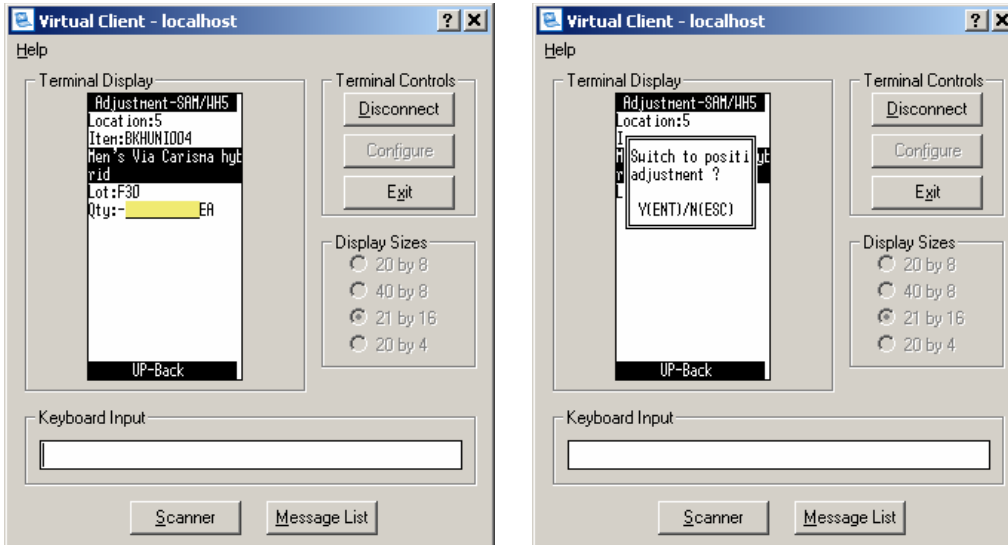 Virtual Client - localhost
Help
Terminal Display
Adjustment-SAM/WH5
Location:5
Item:BKHUNI004
Men's Via Carisma hyb
rid
Lot:F30
Qty:-__________EA
UP-Back
Terminal Controls
Disconnect
Configure
Exit
Display Sizes
20 by 8
40 by 8
21 by 16
20 by 4
Keyboard Input
Scanner
Message List
Virtual Client - localhost
Help
Terminal Display
Adjustment-SAM/WH5
Location:5
Switch to positi
adjustment ?
Y(ENT)/N(ESC)
UP-Back
Terminal Controls
Disconnect
Configure
Exit
Display Sizes
20 by 8
40 by 8
21 by 16
20 by 4
Keyboard Input
Scanner
Message List